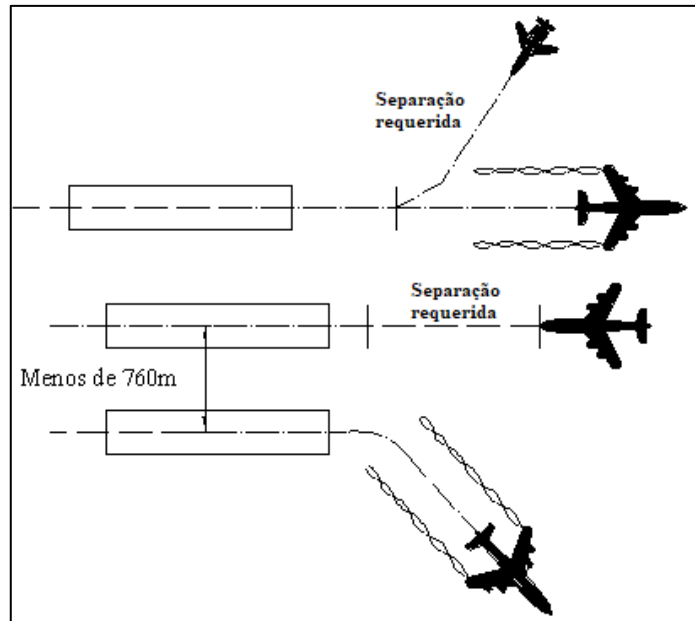 Separação
requerida
Separação
requerida
Menos de 760m